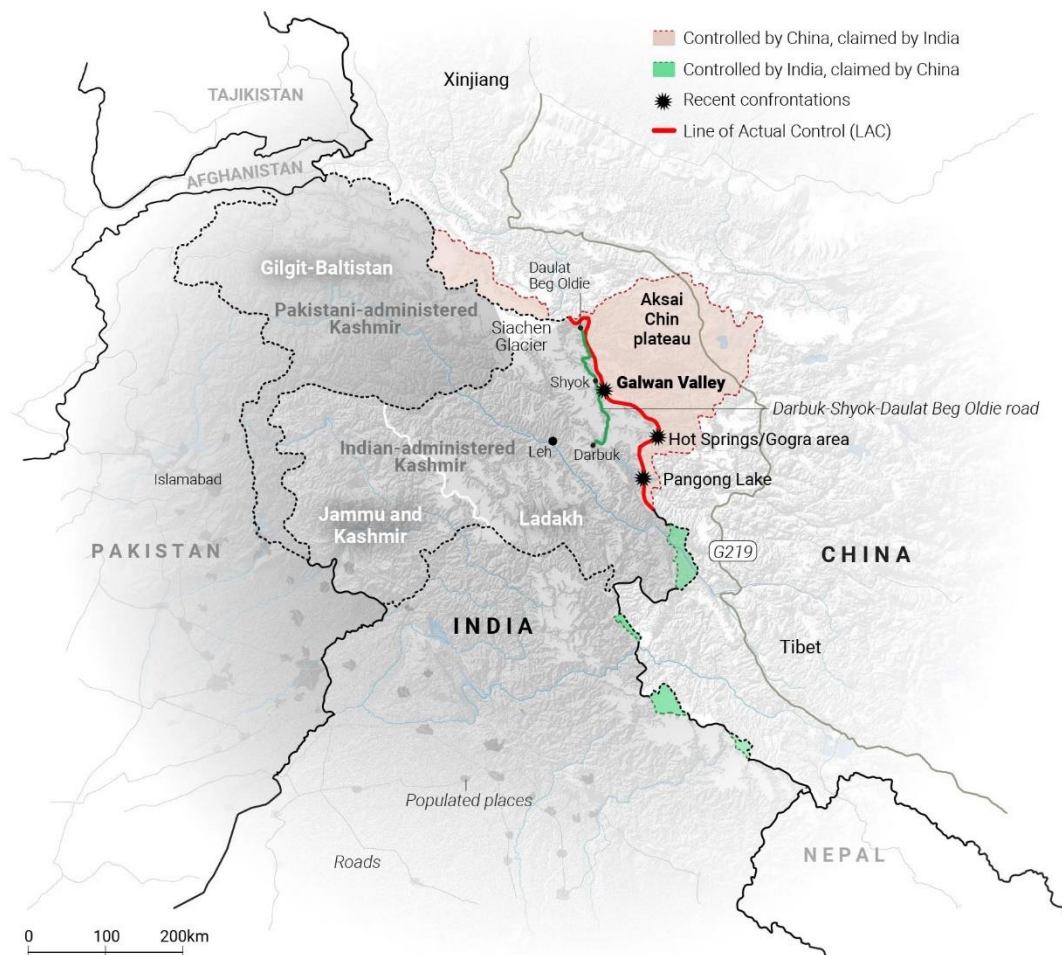 Controlled by China, claimed by India
Controlled by India, claimed by China
Recent confrontations
Line of Actual Control (LAC)
Xinjiang
TAJIKISTAN
AFGHANISTAN
Gilgit-Baltistan
Pakistani-administered
Kashmir
Daulat
Beg Oldie
Siachen
Glacier
Aksai
Chin
plateau
Shyok
Galwan Valley
Darbuk-Shyok-Daulat Beg Oldie road
Hot Springs/Gogra area
Indian-administered
Kashmir
Leh
Darbuk
Islamabad
Pangong Lake
Jammu and
Kashmir
Ladakh
PAKISTAN
G219
CHINA
INDIA
Tibet
Populated places
Roads
NEPAL
0 100 200km